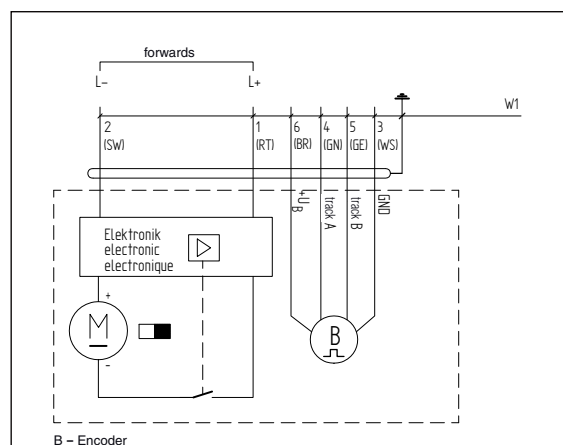 forwards
L– L+
W1
2 1 6 4 5 3
(SW) (RT) (BR) (GN) (GE) (WS)
+UB track A track B GND
Elektronik
electronic
electronique
+
M
–
B
B – Encoder